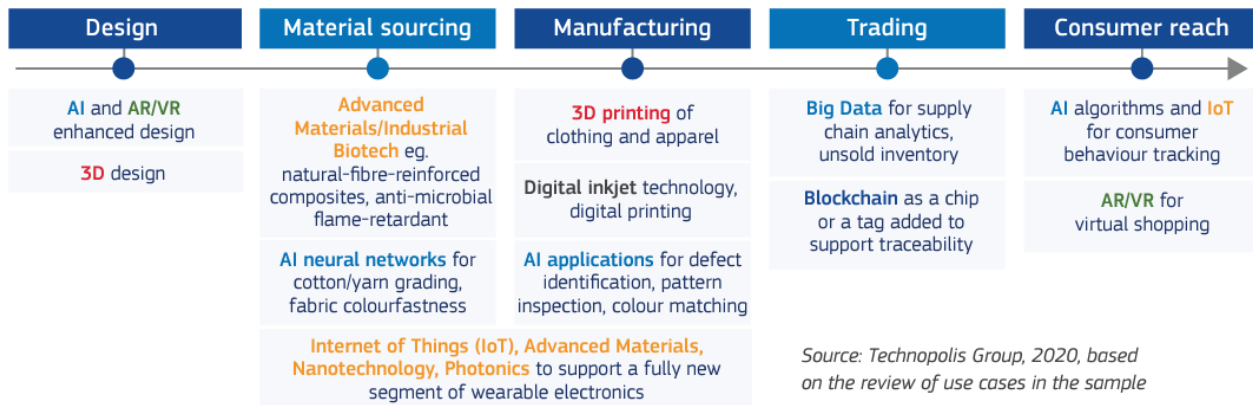 Design
Material sourcing
Manufacturing
Trading
Consumer reach
AI and AR/VR
enhanced design
3D design
Advanced
Materials/Industrial
Biotech eg.
natural-fibre-reinforced
composites, anti-microbial
flame-retardant
AI neural networks for
cotton/yarn grading,
fabric colourfastness
3D printing of
clothing and apparel
Digital inkjet technology,
digital printing
AI applications for defect
identification, pattern
inspection, colour matching
Internet of Things (IoT), Advanced Materials,
Nanotechnology, Photonics to support a fully new
segment of wearable electronics
Big Data for supply
chain analytics,
unsold inventory
Blockchain as a chip
or a tag added to
support traceability
AI algorithms and IoT
for consumer
behaviour tracking
AR/VR for
virtual shopping
Source: Technopolis Group, 2020, based
on the review of use cases in the sample